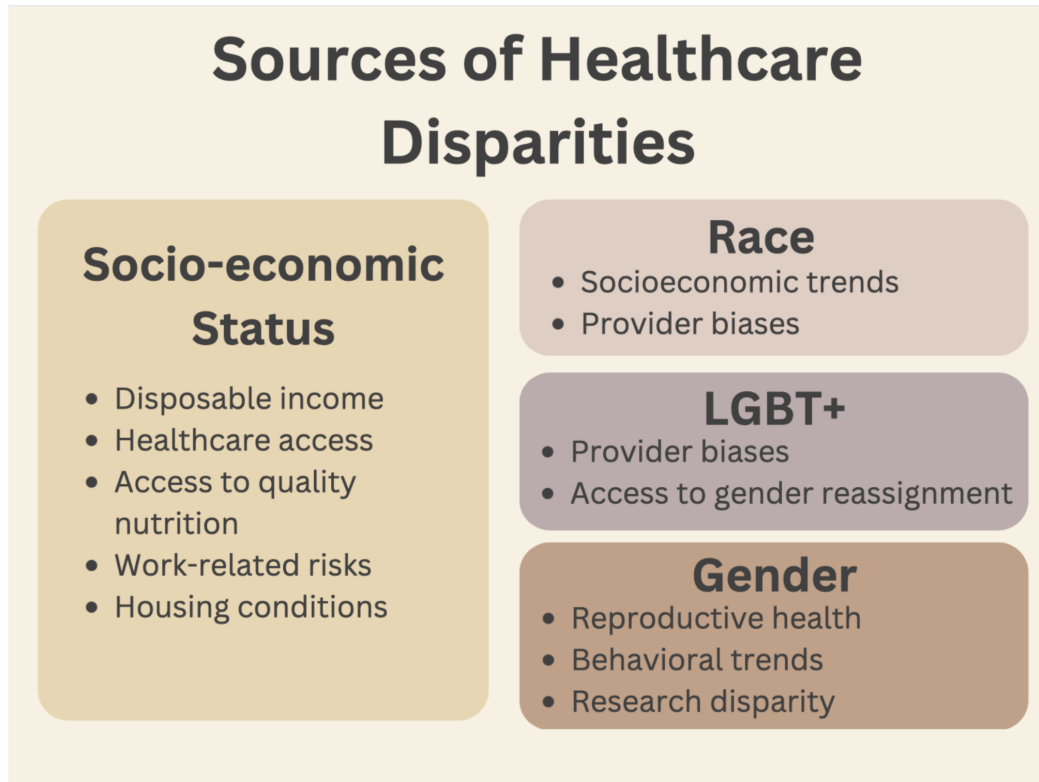 Sources of Healthcare
Disparities
Socio-economic
Status
• Disposable income
• Healthcare access
• Access to quality
nutrition
• Work-related risks
• Housing conditions
Race
• Socioeconomic trends
• Provider biases
LGBT+
• Provider biases
• Access to gender reassignment
Gender
• Reproductive health
• Behavioral trends
• Research disparity